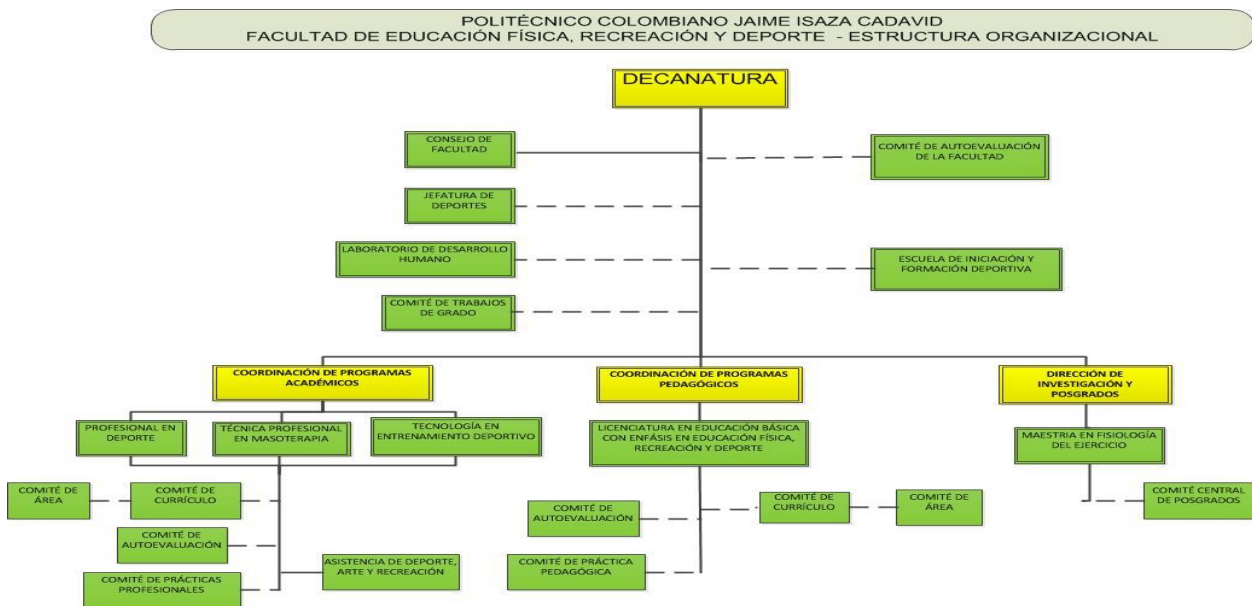 POLITÉCNICO COLOMBIANO JAIME ISAZA CADAVID
FACULTAD DE EDUCACIÓN FÍSICA, RECREACIÓN Y DEPORTE - ESTRUCTURA ORGANIZACIONAL
DECANATURA
CONSEJO DE
FACULTAD
COMITÉ DE AUTOEVALUACIÓN
DE LA FACULTAD
JEFATURA DE
DEPORTES
LABORATORIO DE DESARROLLO
HUMANO
ESCUELA DE INICIACIÓN Y
FORMACIÓN DEPORTIVA
COMITÉ DE TRABAJOS
DE GRADO
COORDINACIÓN DE PROGRAMAS
ACADÉMICOS
COORDINACIÓN DE PROGRAMAS
PEDAGÓGICOS
DIRECCIÓN DE
INVESTIGACIÓN Y
POSGRADOS
PROFESIONAL EN
DEPORTE
TÉCNICA PROFESIONAL
EN MASOTERAPIA
TECNOLOGÍA EN
ENTRENAMIENTO DEPORTIVO
LICENCIATURA EN EDUCACIÓN BÁSICA
CON ENFÁSIS EN EDUCACIÓN FÍSICA,
RECREACIÓN Y DEPORTE
MAESTRIA EN FISIOLOGÍA
DEL EJERCICIO
COMITÉ DE
ÁREA
COMITÉ DE
CURRÍCULO
COMITÉ DE
AUTOEVALUACIÓN
COMITÉ DE PRÁCTICAS
PROFESIONALES
ASISTENCIA DE DEPORTE,
ARTE Y RECREACIÓN
COMITÉ DE
AUTOEVALUACIÓN
COMITÉ DE
CURRÍCULO
COMITÉ DE
ÁREA
COMITÉ DE PRÁCTICA
PEDAGÓGICA
COMITÉ CENTRAL
DE POSGRADOS